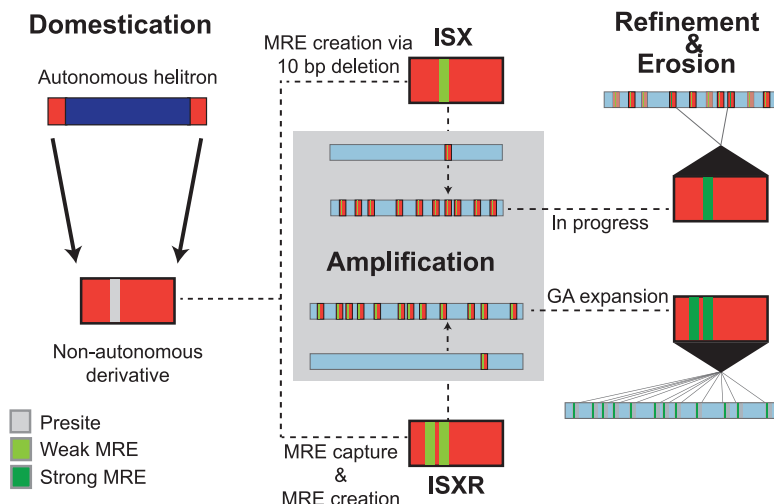 Domestication
Autonomous helitron
Non-autonomous
derivative
Presite
Weak MRE
Strong MRE
MRE creation via
10 bp deletion
ISX
Amplification
MRE capture
&
MRE creation
ISXR
Refinement
&
Erosion
In progress
GA expansion